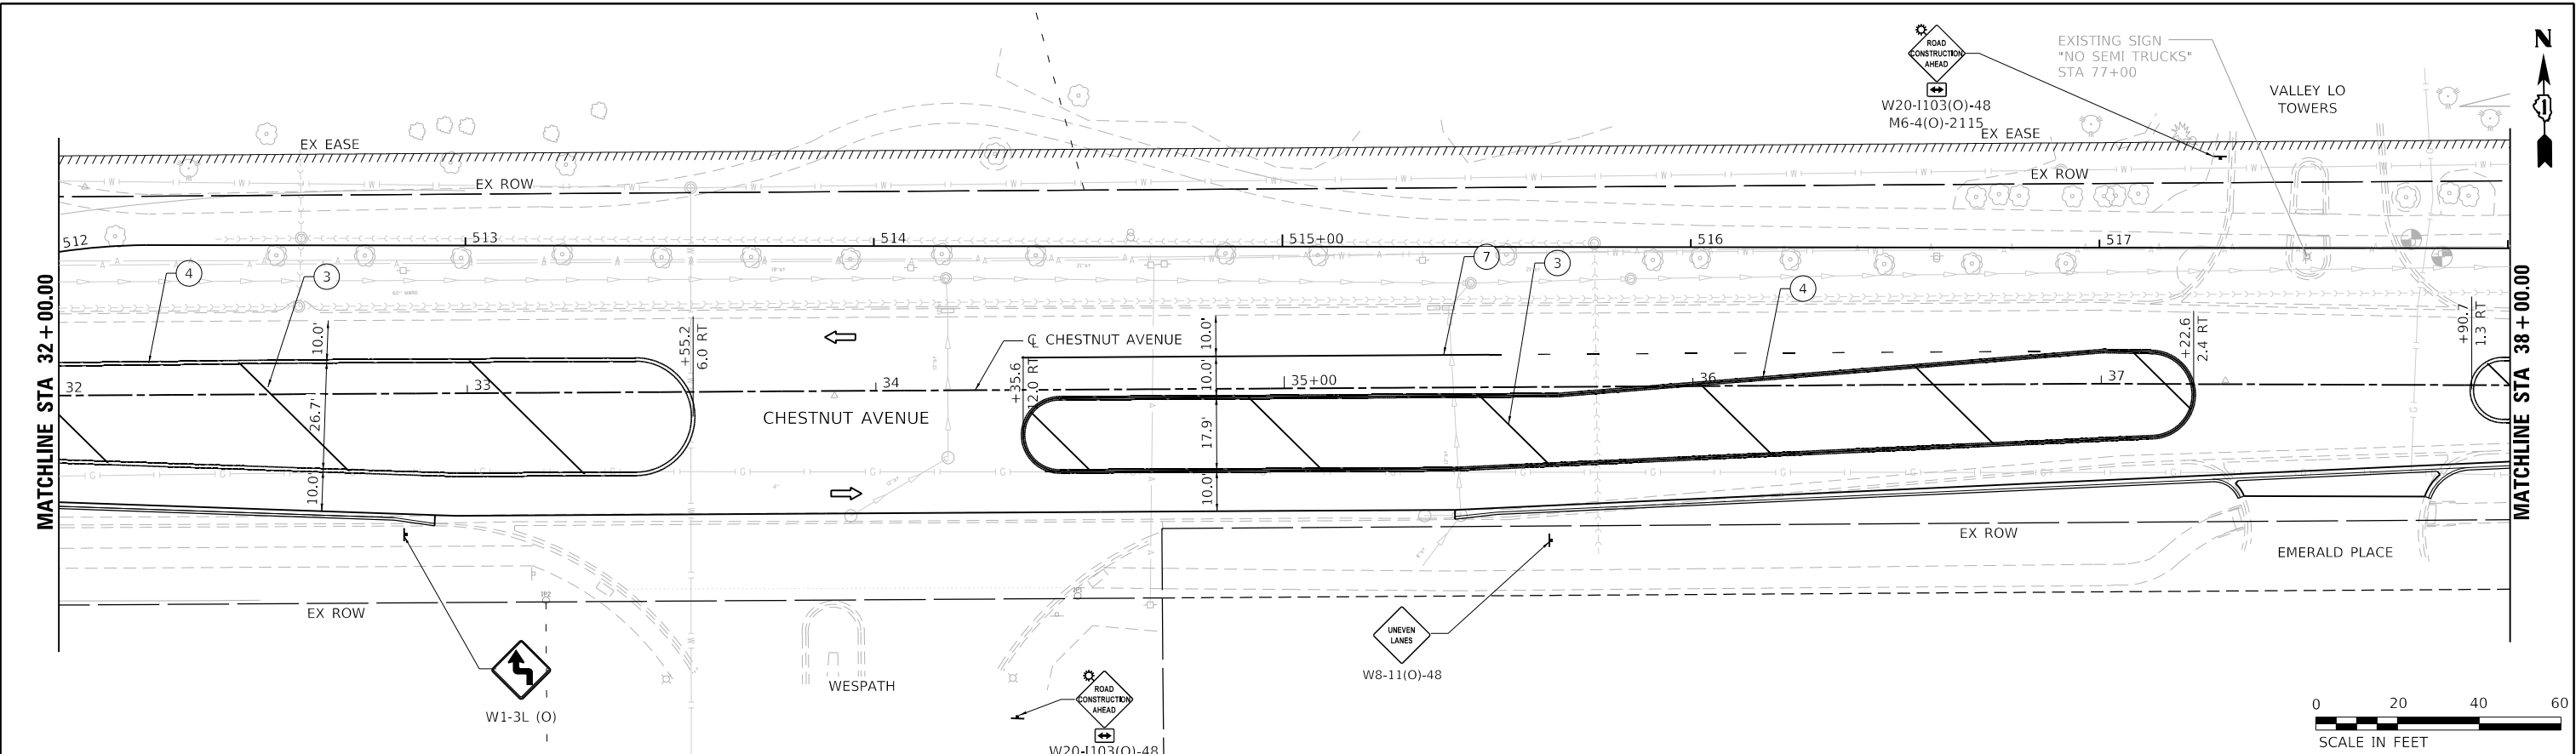 N
1
ROAD
CONSTRUCTION
AHEAD
W20-I103(O)-48
M6-4(O)-2115
EXISTING SIGN
"NO SEMI TRUCKS"
STA 77+00
VALLEY LO
TOWERS
EX EASE
EX EASE
EX ROW
EX ROW
512
513
514
515+00
516
517
4
3
7
3
4
MATCHLINE STA 32+00.00
MATCHLINE STA 38+00.00
10.0'
26.7'
10.0'
+55.2
6.0 RT
℄ CHESTNUT AVENUE
+35.6
12.0 RT
10.0'
10.0'
17.9'
10.0'
+22.6
2.4 RT
+90.7
1.3 RT
32
33
34
35+00
36
37
CHESTNUT AVENUE
EX ROW
EMERALD PLACE
EX ROW
WESPATH
W1-3L (O)
ROAD
CONSTRUCTION
AHEAD
W20-I103(O)-48
UNEVEN
LANES
W8-11(O)-48
0 20 40 60
SCALE IN FEET